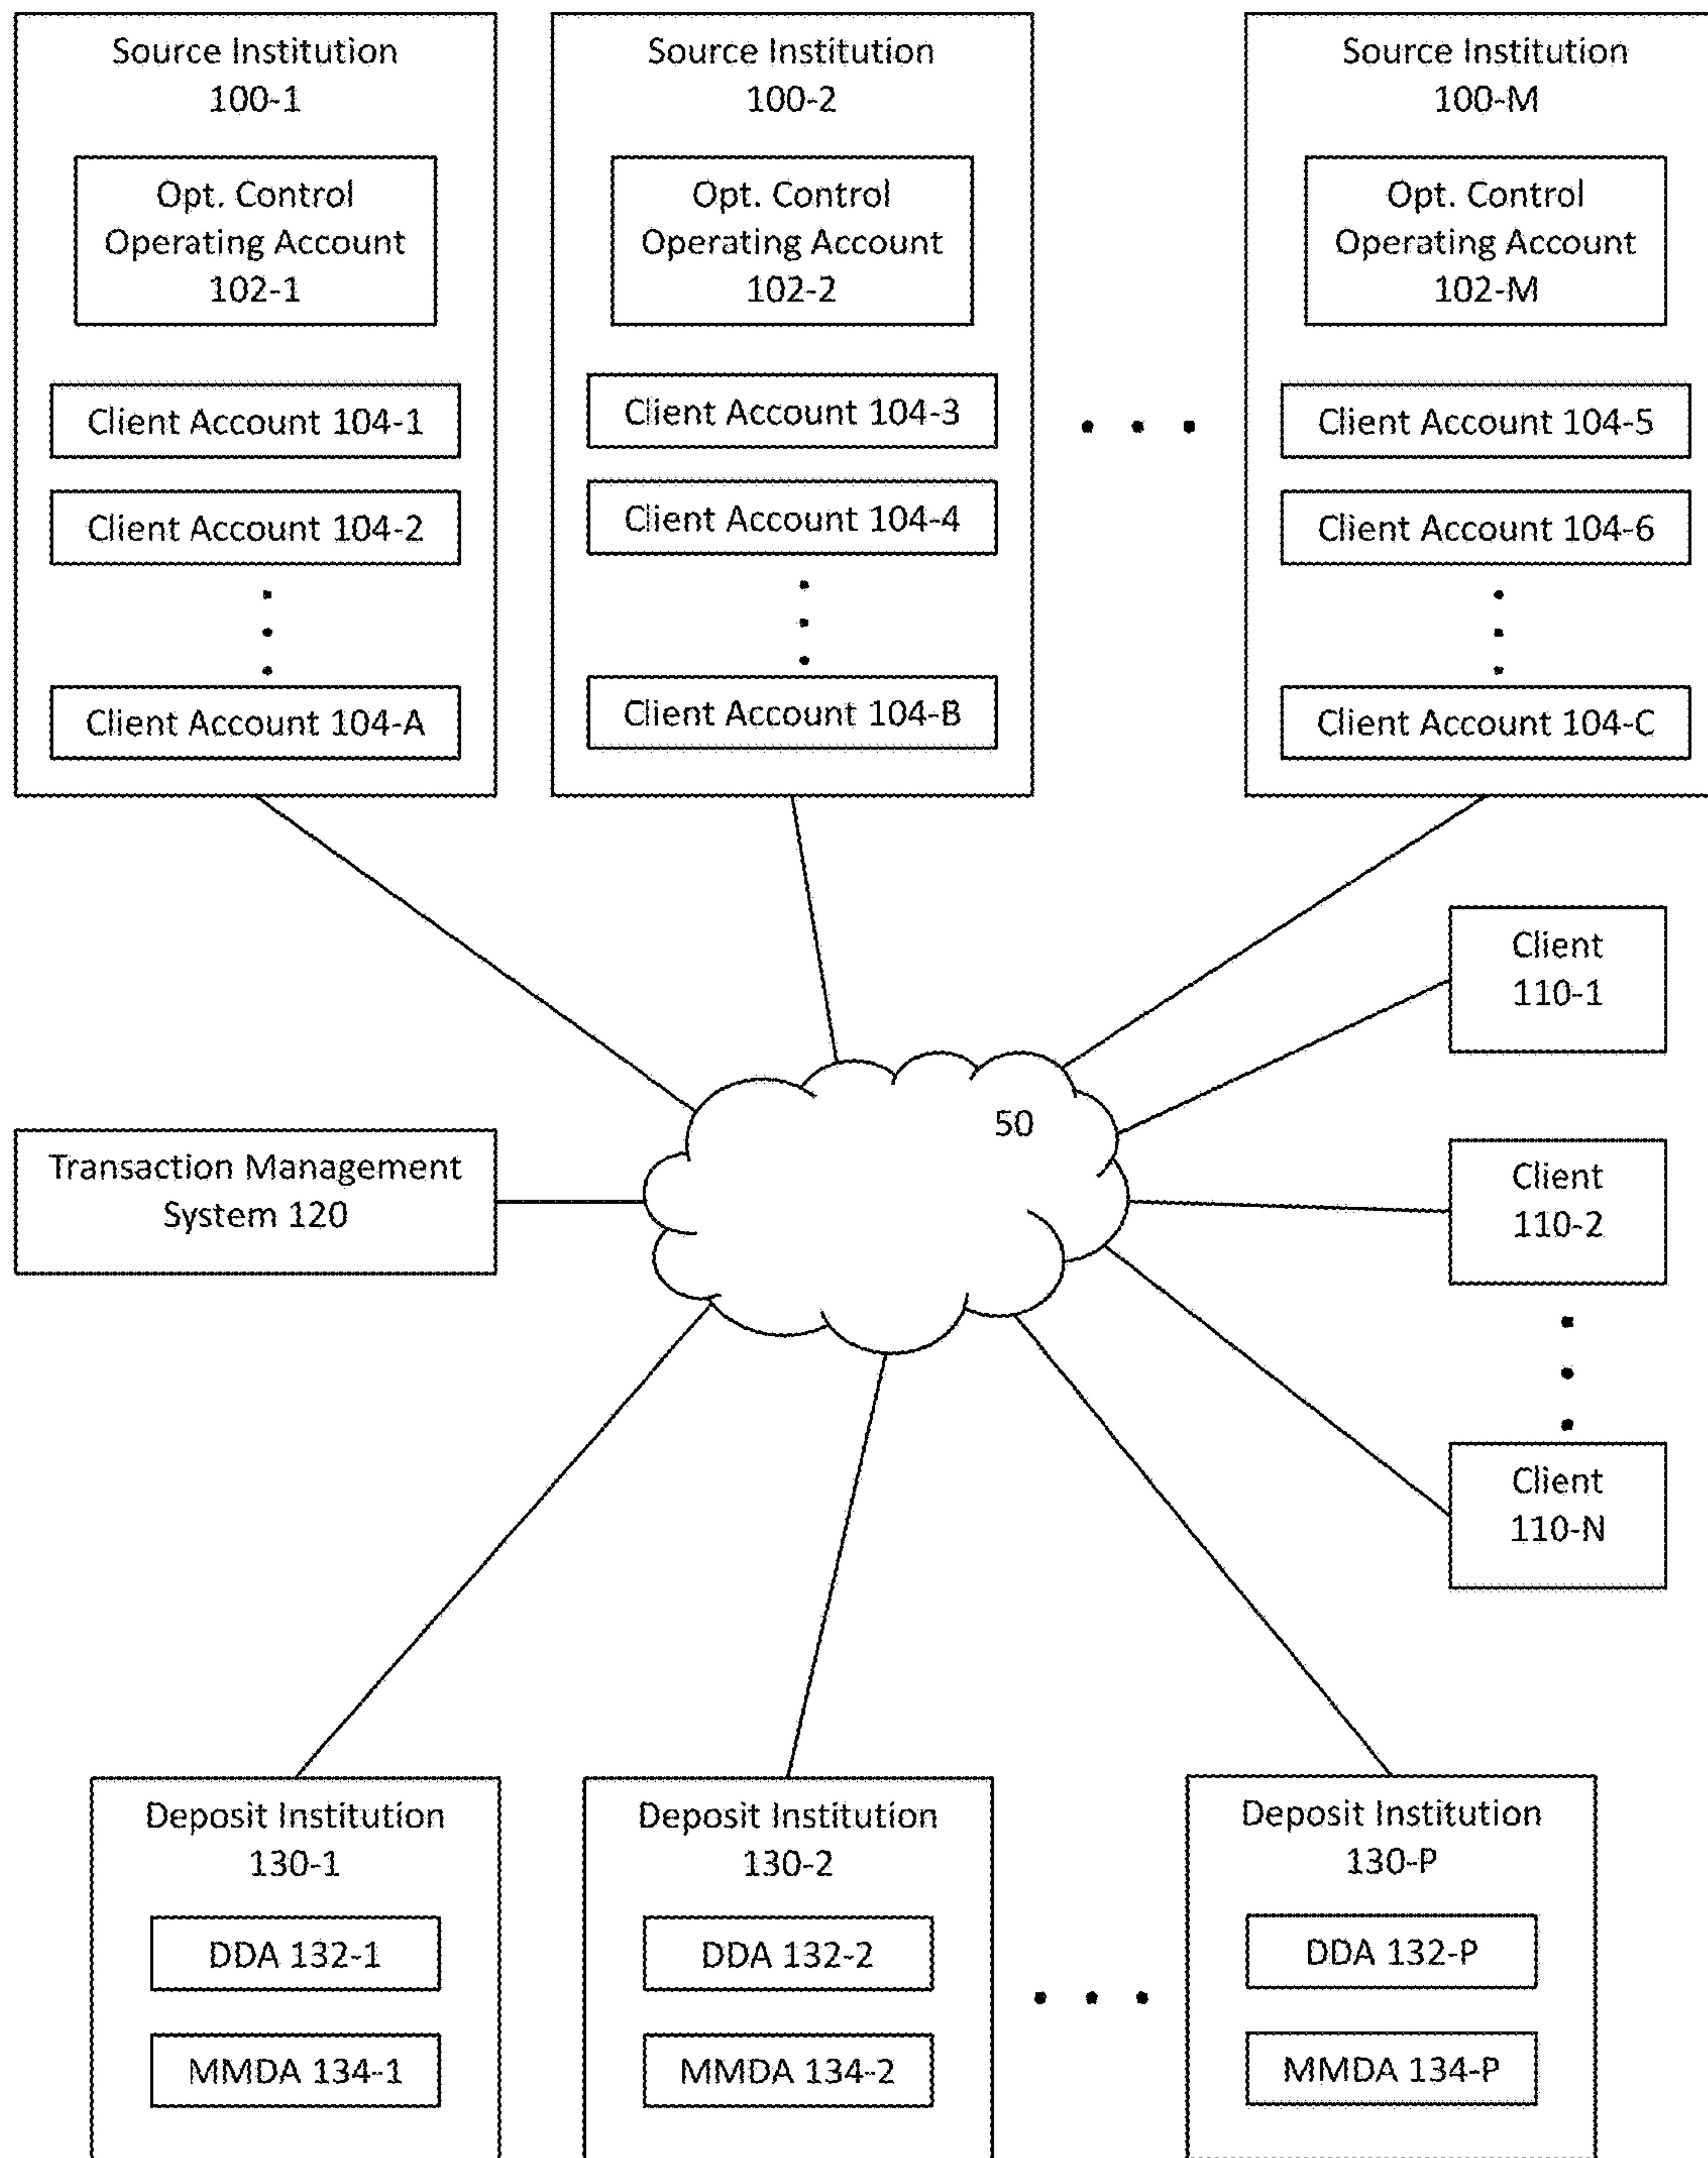 Source Institution
100-1
Opt. Control
Operating Account
102-1
Client Account 104-1
Client Account 104-2
Client Account 104-A
Source Institution
100-2
Opt. Control
Operating Account
102-2
Client Account 104-3
Client Account 104-4
Client Account 104-B
Source Institution
100-M
Opt. Control
Operating Account
102-M
Client Account 104-5
Client Account 104-6
Client Account 104-C
Client
110-1
50
Transaction Management
System 120
Client
110-2
Client
110-N
Deposit Institution
130-1
DDA 132-1
MMDA 134-1
Deposit Institution
130-2
DDA 132-2
MMDA 134-2
Deposit Institution
130-P
DDA 132-P
MMDA 134-P